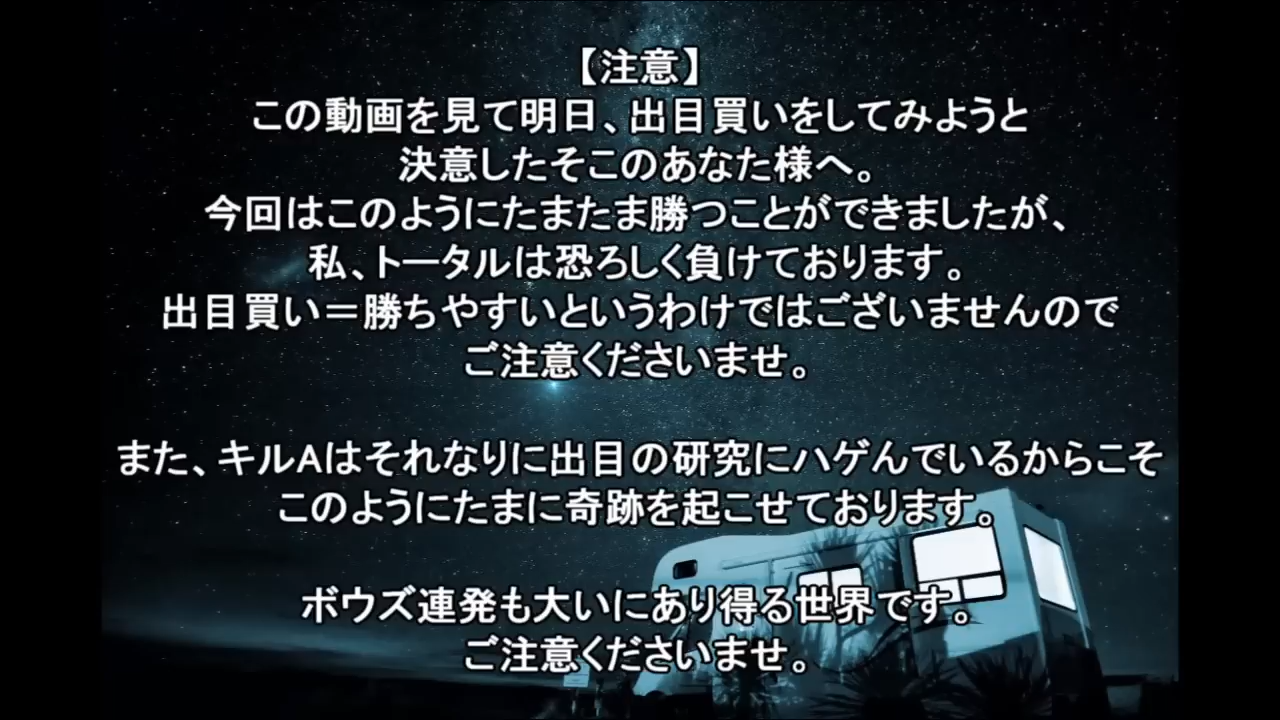 【注意】
この動画を見て明日、出目買いをしてみようと
決意したそこのあなた様へ。
今回はこのようにたまたま勝つことができましたが、
私、トータルは恐ろしく負けております。
出目買い＝勝ちやすいというわけではございませんので
ご注意くださいませ。
また、キルAはそれなりに出目の研究にハゲんでいるからこそ
このようにたまに奇跡を起こせております。
ボウズ連発も大いにあり得る世界です。
ご注意くださいませ。